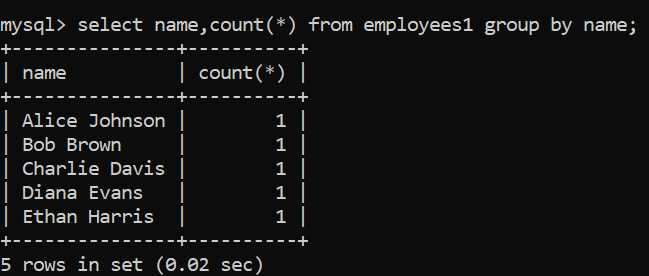 mysql> select name,count(*) from employees1 group by name;
+---------------+----------+
| name          | count(*) |
+---------------+----------+
| Alice Johnson |        1 |
| Bob Brown     |        1 |
| Charlie Davis |        1 |
| Diana Evans   |        1 |
| Ethan Harris  |        1 |
+---------------+----------+
5 rows in set (0.02 sec)